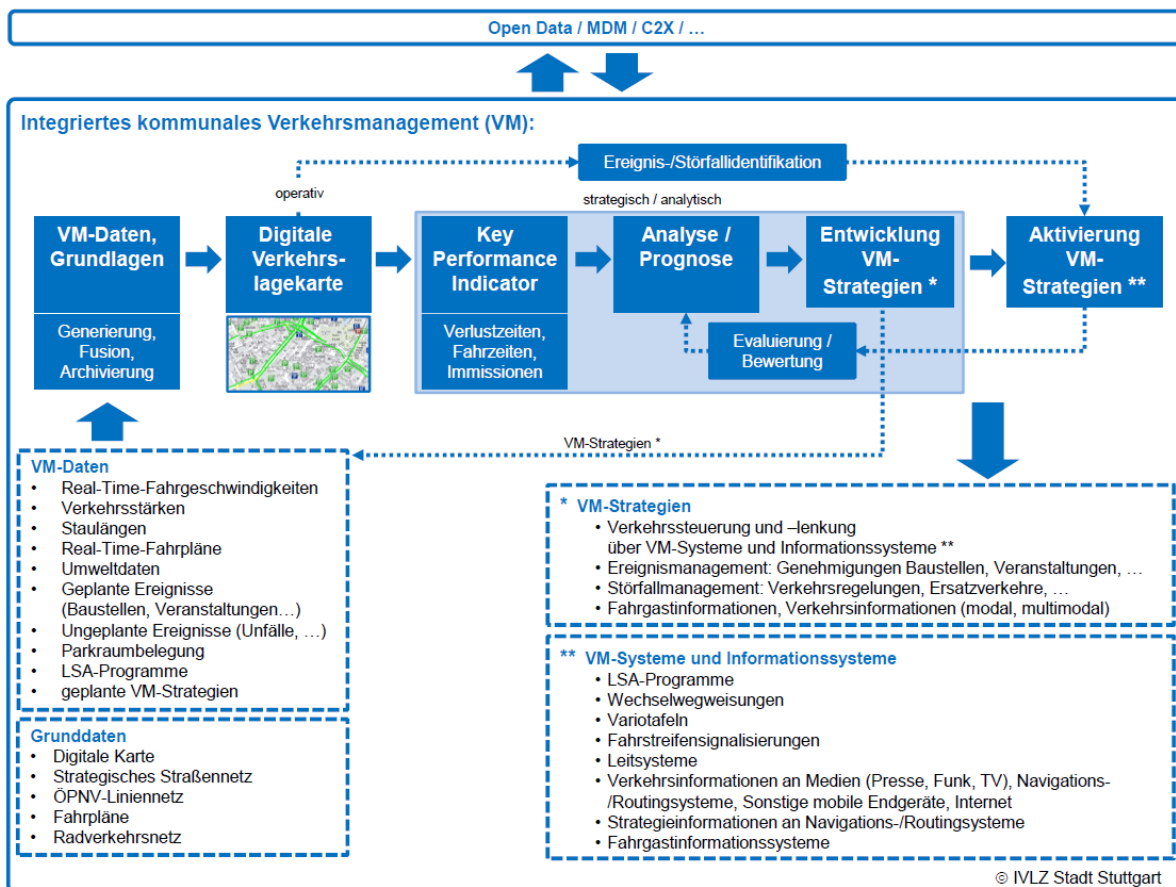 Open Data / MDM / C2X / …
Integriertes kommunales Verkehrsmanagement (VM):
Ereignis-/Störfallidentifikation
operativ
strategisch / analytisch
VM-Daten,
Grundlagen
Generierung,
Fusion,
Archivierung
Digitale
Verkehrs-
lagekarte
Key
Performance
Indicator
Verlustzeiten,
Fahrzeiten,
Immissionen
Analyse /
Prognose
Entwicklung
VM-
Strategien *
Aktivierung
VM-
Strategien **
Evaluierung /
Bewertung
VM-Strategien *
VM-Daten
• Real-Time-Fahrgeschwindigkeiten
• Verkehrsstärken
• Staulängen
• Real-Time-Fahrpläne
• Umweltdaten
• Geplante Ereignisse
(Baustellen, Veranstaltungen…)
• Ungeplante Ereignisse (Unfälle, …)
• Parkraumbelegung
• LSA-Programme
• geplante VM-Strategien
Grunddaten
• Digitale Karte
• Strategisches Straßennetz
• ÖPNV-Liniennetz
• Fahrpläne
• Radverkehrsnetz
* VM-Strategien
• Verkehrssteuerung und –lenkung
über VM-Systeme und Informationssysteme **
• Ereignismanagement: Genehmigungen Baustellen, Veranstaltungen, …
• Störfallmanagement: Verkehrsregelungen, Ersatzverkehre, …
• Fahrgastinformationen, Verkehrsinformationen (modal, multimodal)
** VM-Systeme und Informationssysteme
• LSA-Programme
• Wechselwegweisungen
• Variotafeln
• Fahrstreifensignalisierungen
• Leitsysteme
• Verkehrsinformationen an Medien (Presse, Funk, TV), Navigations-
/Routingsysteme, Sonstige mobile Endgeräte, Internet
• Strategieinformationen an Navigations-/Routingsysteme
• Fahrgastinformationssysteme
© IVLZ Stadt Stuttgart